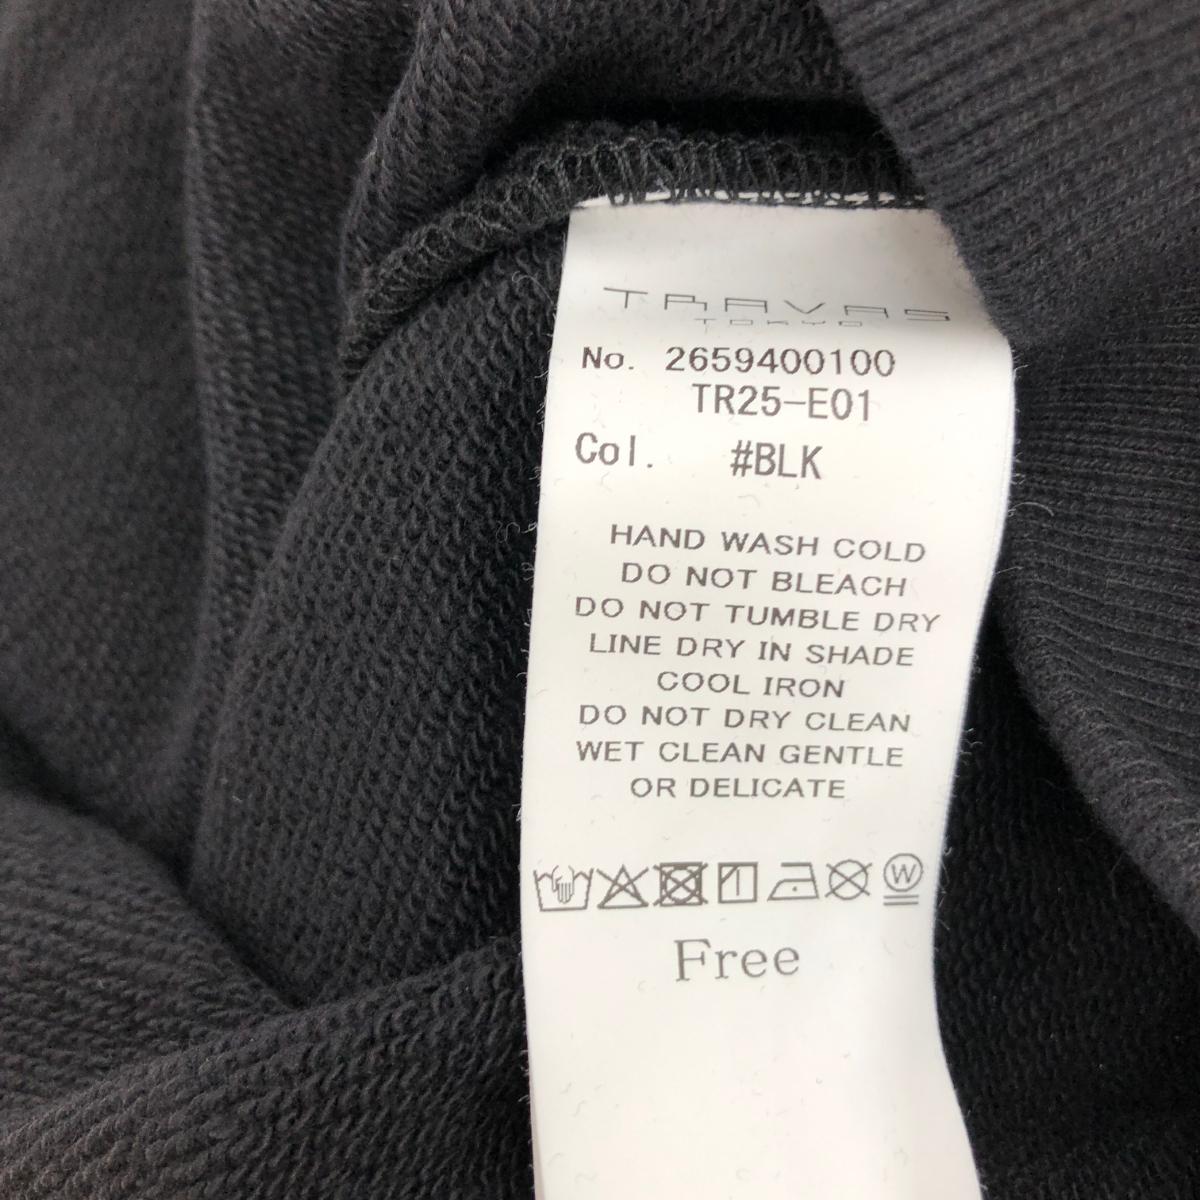 TRAVAS
TOKYO
No. 2659400100
TR25-E01
Col. #BLK
HAND WASH COLD
DO NOT BLEACH
DO NOT TUMBLE DRY
LINE DRY IN SHADE
COOL IRON
DO NOT DRY CLEAN
WET CLEAN GENTLE
OR DELICATE
W
Free